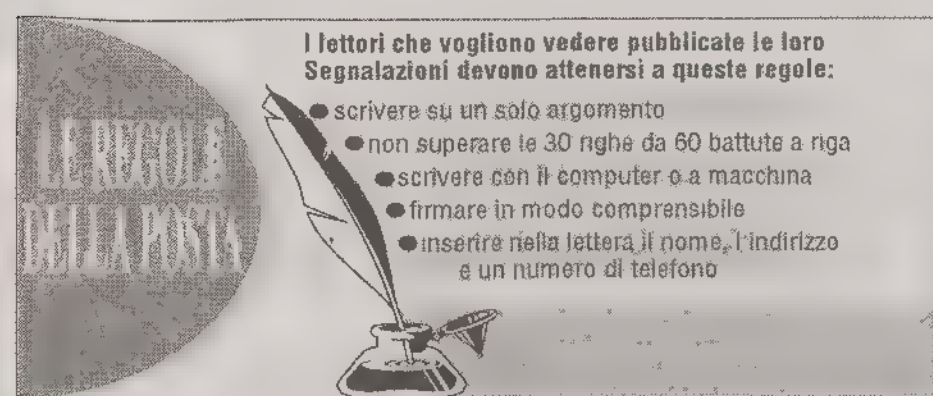 LE REGOLE
DELLA POSTA
I lettori che vogliono vedere pubblicate le loro
Segnalazioni devono attenersi a queste regole:
● scrivere su un solo argomento
● non superare le 30 righe da 60 battute a riga
● scrivere con il computer o a macchina
● firmare in modo comprensibile
● inserire nella lettera il nome, l'indirizzo
e un numero di telefono